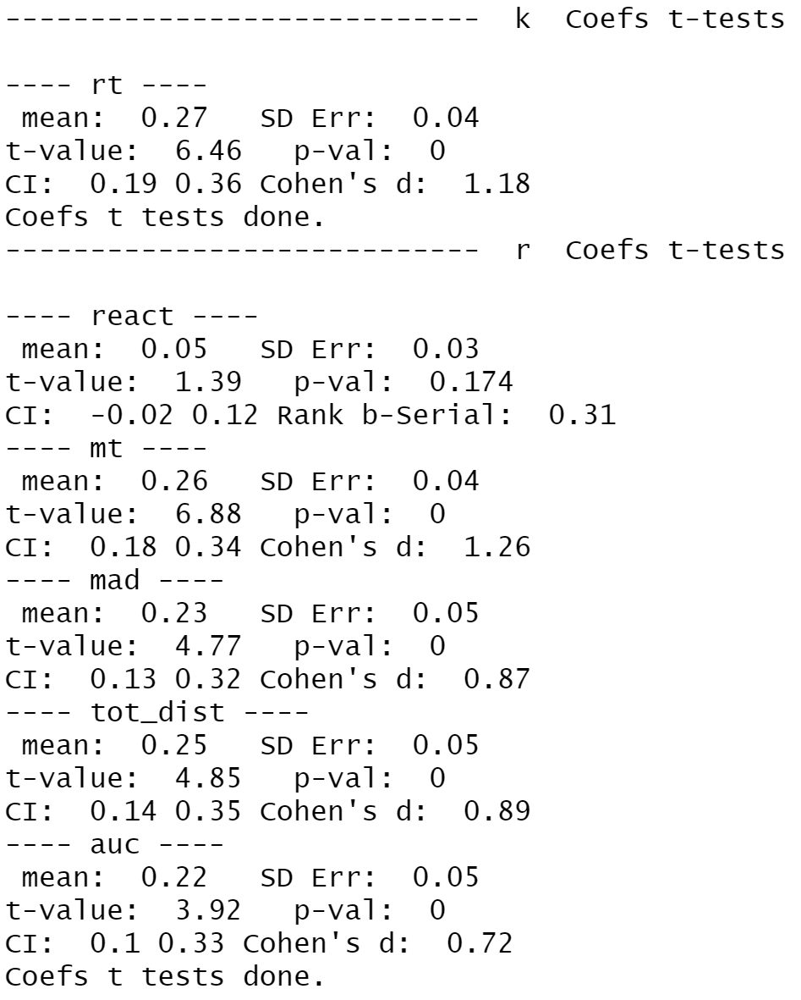 ----------------------------  k  Coefs t-tests
---- rt ----
 mean:  0.27   SD Err:  0.04
t-value:  6.46   p-val:  0
CI:  0.19 0.36 Cohen's d:  1.18
Coefs t tests done.
----------------------------  r  Coefs t-tests
---- react ----
 mean:  0.05   SD Err:  0.03
t-value:  1.39   p-val:  0.174
CI:  -0.02 0.12 Rank b-Serial:  0.31
---- mt ----
 mean:  0.26   SD Err:  0.04
t-value:  6.88   p-val:  0
CI:  0.18 0.34 Cohen's d:  1.26
---- mad ----
 mean:  0.23   SD Err:  0.05
t-value:  4.77   p-val:  0
CI:  0.13 0.32 Cohen's d:  0.87
---- tot_dist ----
 mean:  0.25   SD Err:  0.05
t-value:  4.85   p-val:  0
CI:  0.14 0.35 Cohen's d:  0.89
---- auc ----
 mean:  0.22   SD Err:  0.05
t-value:  3.92   p-val:  0
CI:  0.1 0.33 Cohen's d:  0.72
Coefs t tests done.